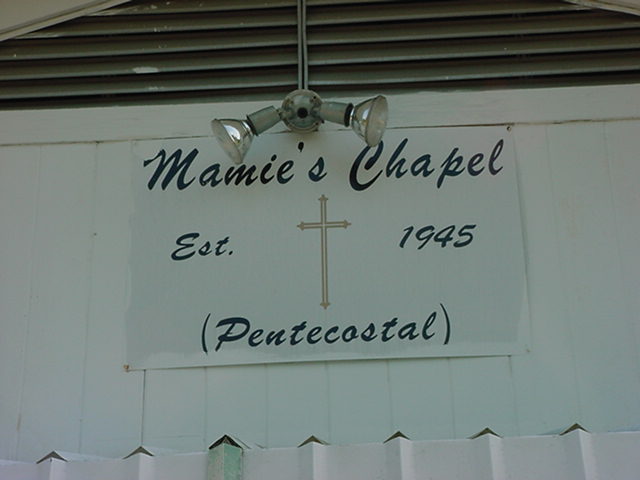 Mamie's Chapel
Est. 1945
(Pentecostal)